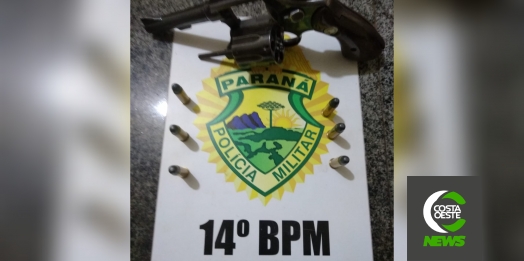 PARANÁ
POLÍCIA MILITAR
14º BPM
COSTA
OESTE
NEWS